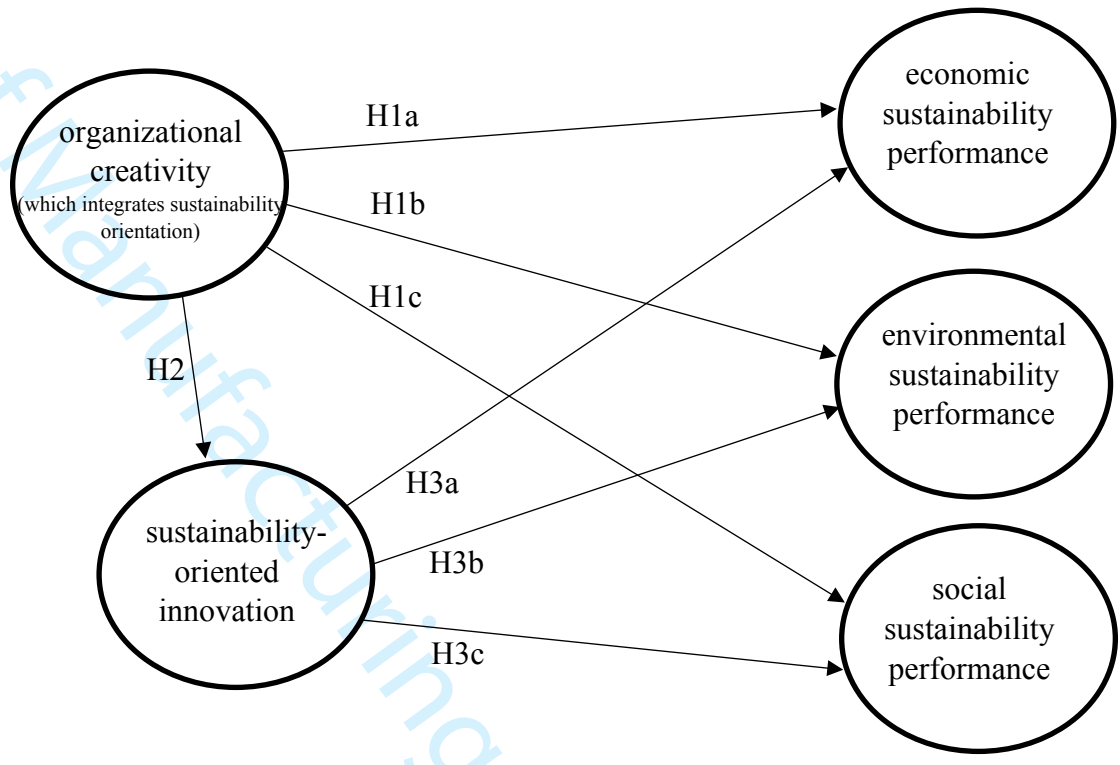 organizational
creativity
(which integrates sustainability
orientation)
H1a
H1b
H1c
H2
sustainability-
oriented
innovation
H3a
H3b
H3c
economic
sustainability
performance
environmental
sustainability
performance
social
sustainability
performance
f Manufacturing